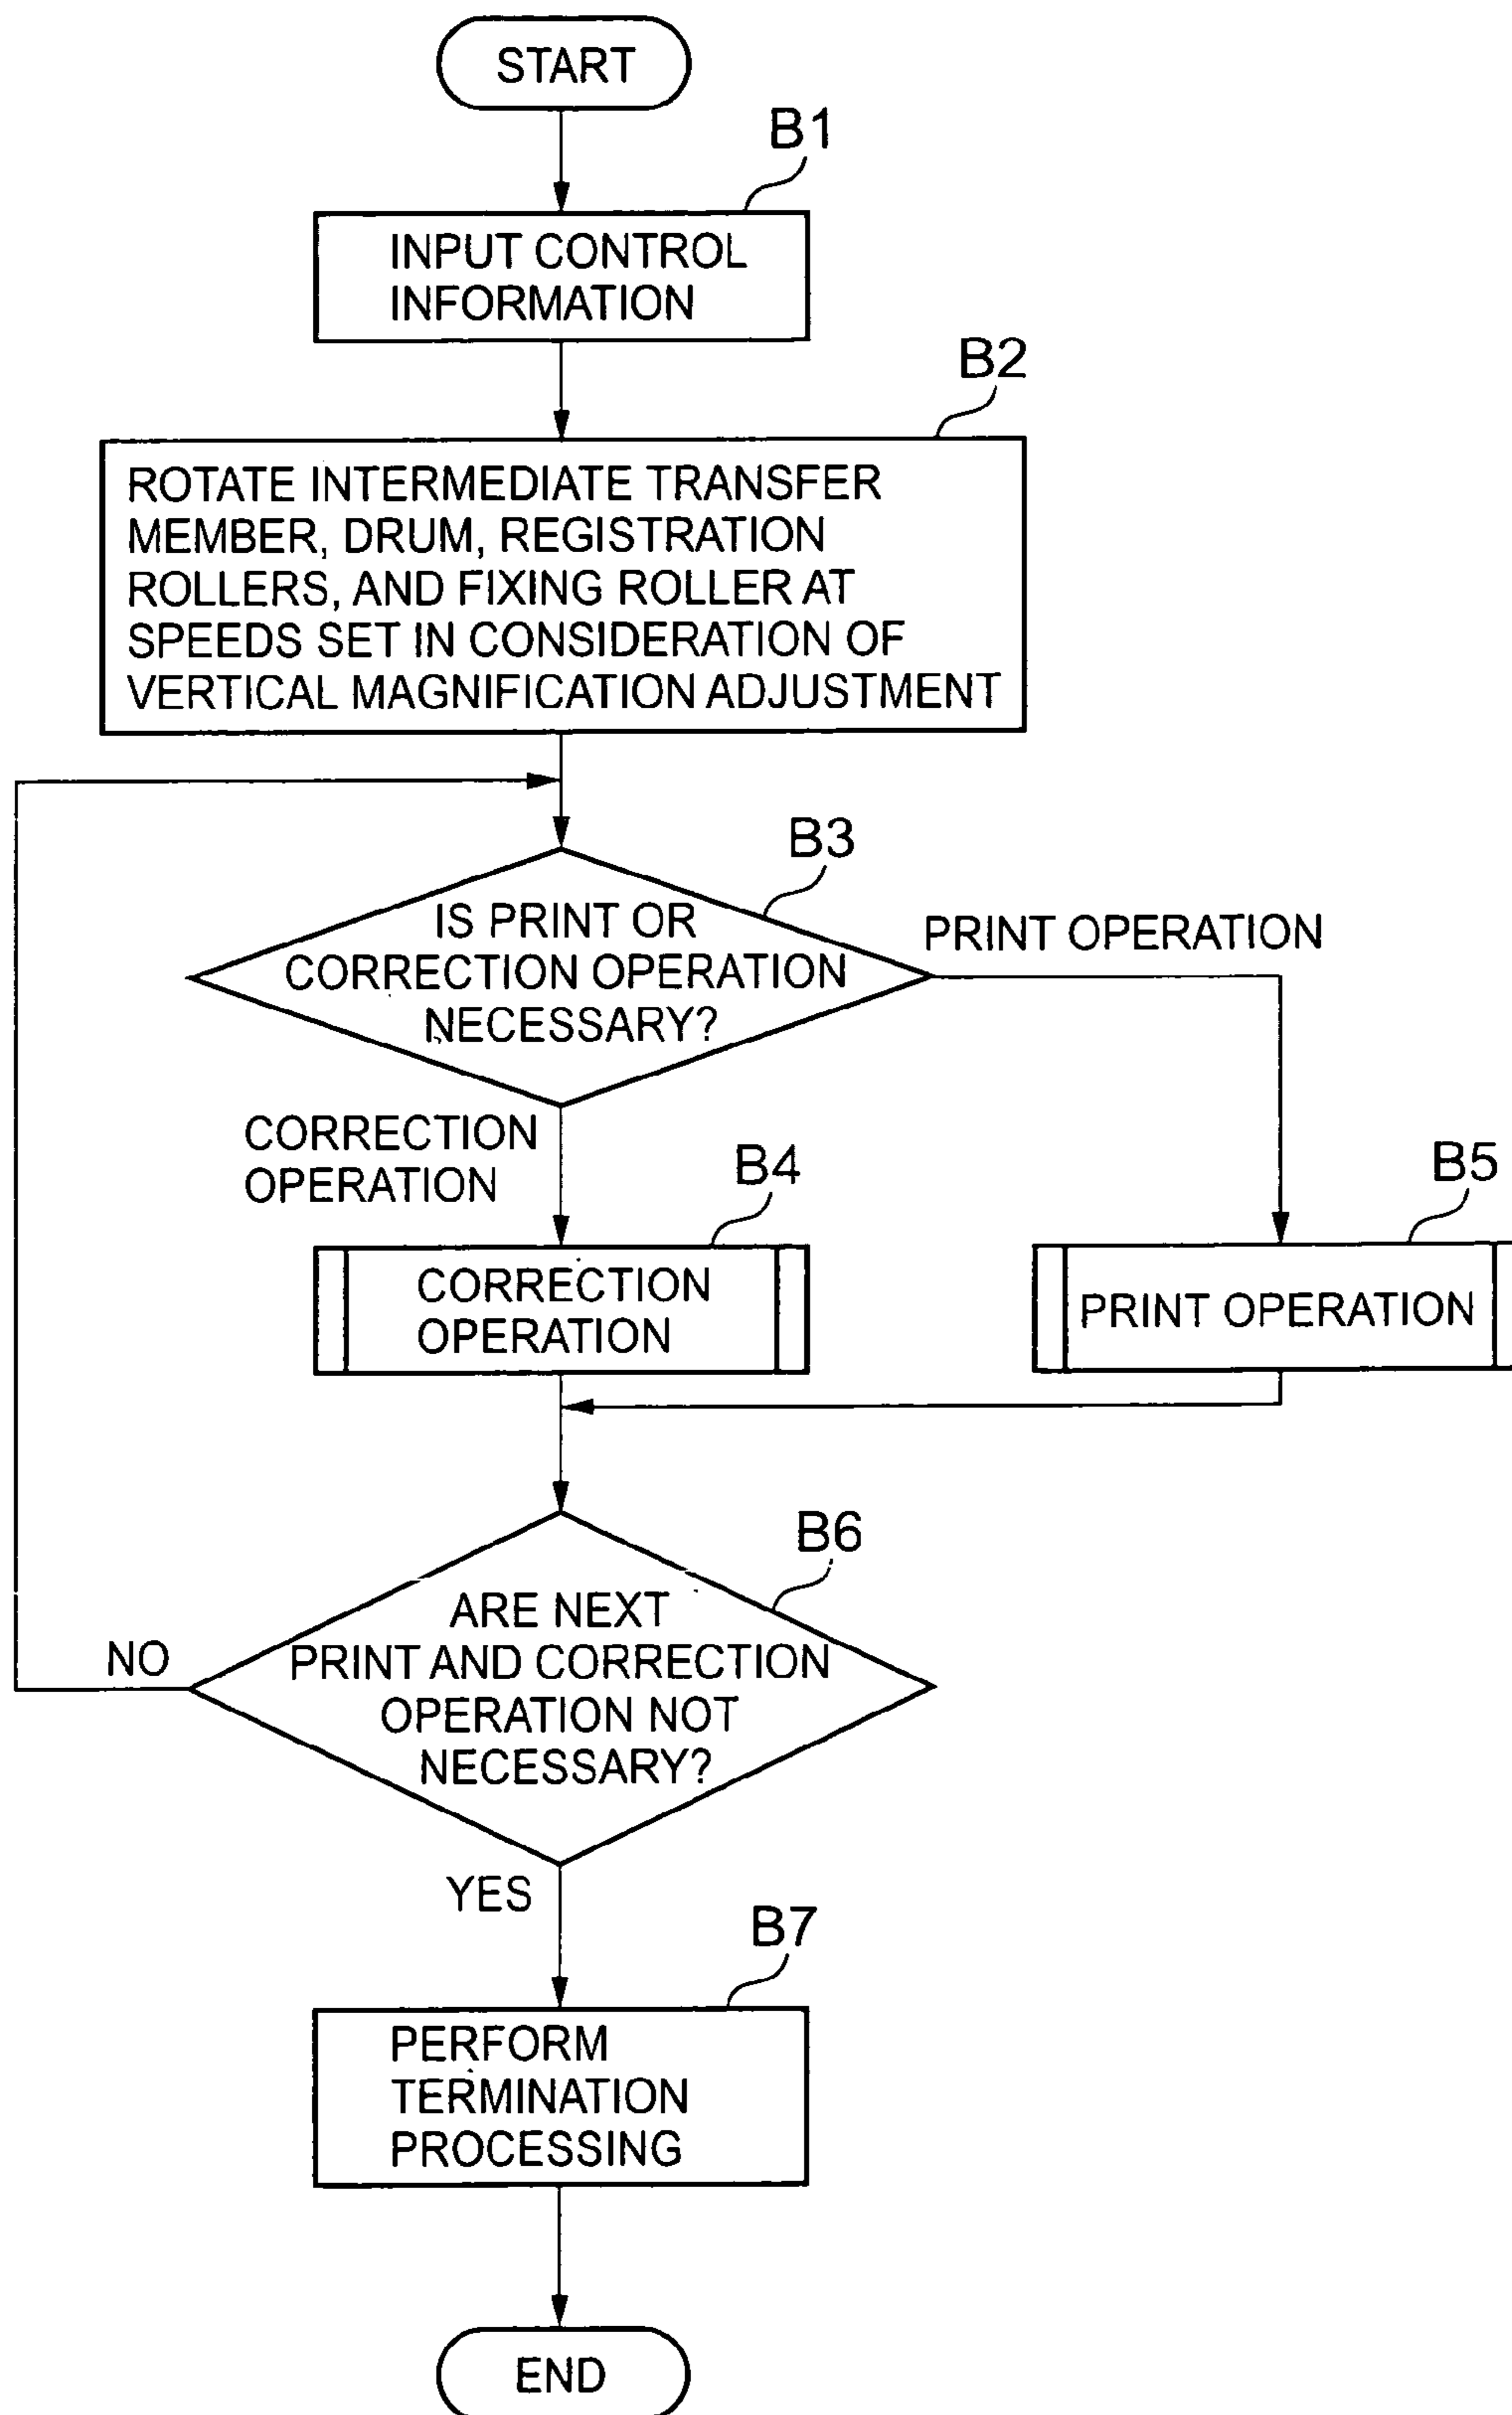 START
B1
INPUT CONTROL
INFORMATION
B2
ROTATE INTERMEDIATE TRANSFER
MEMBER, DRUM, REGISTRATION
ROLLERS, AND FIXING ROLLER AT
SPEEDS SET IN CONSIDERATION OF
VERTICAL MAGNIFICATION ADJUSTMENT
B3
IS PRINT OR
CORRECTION OPERATION
NECESSARY?
PRINT OPERATION
CORRECTION
OPERATION
B4
CORRECTION
OPERATION
B5
PRINT OPERATION
B6
ARE NEXT
PRINT AND CORRECTION
OPERATION NOT
NECESSARY?
NO
YES
B7
PERFORM
TERMINATION
PROCESSING
END